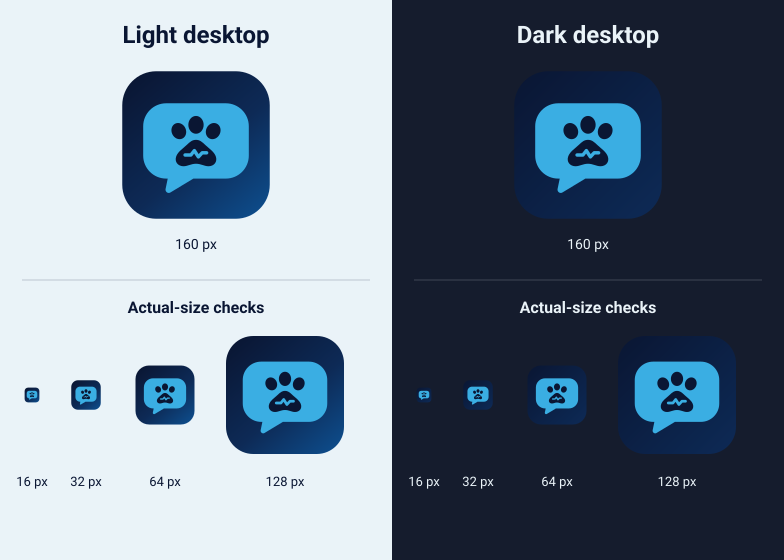 Light desktop
160 px
Actual-size checks
16 px 32 px 64 px 128 px
Dark desktop
160 px
Actual-size checks
16 px 32 px 64 px 128 px